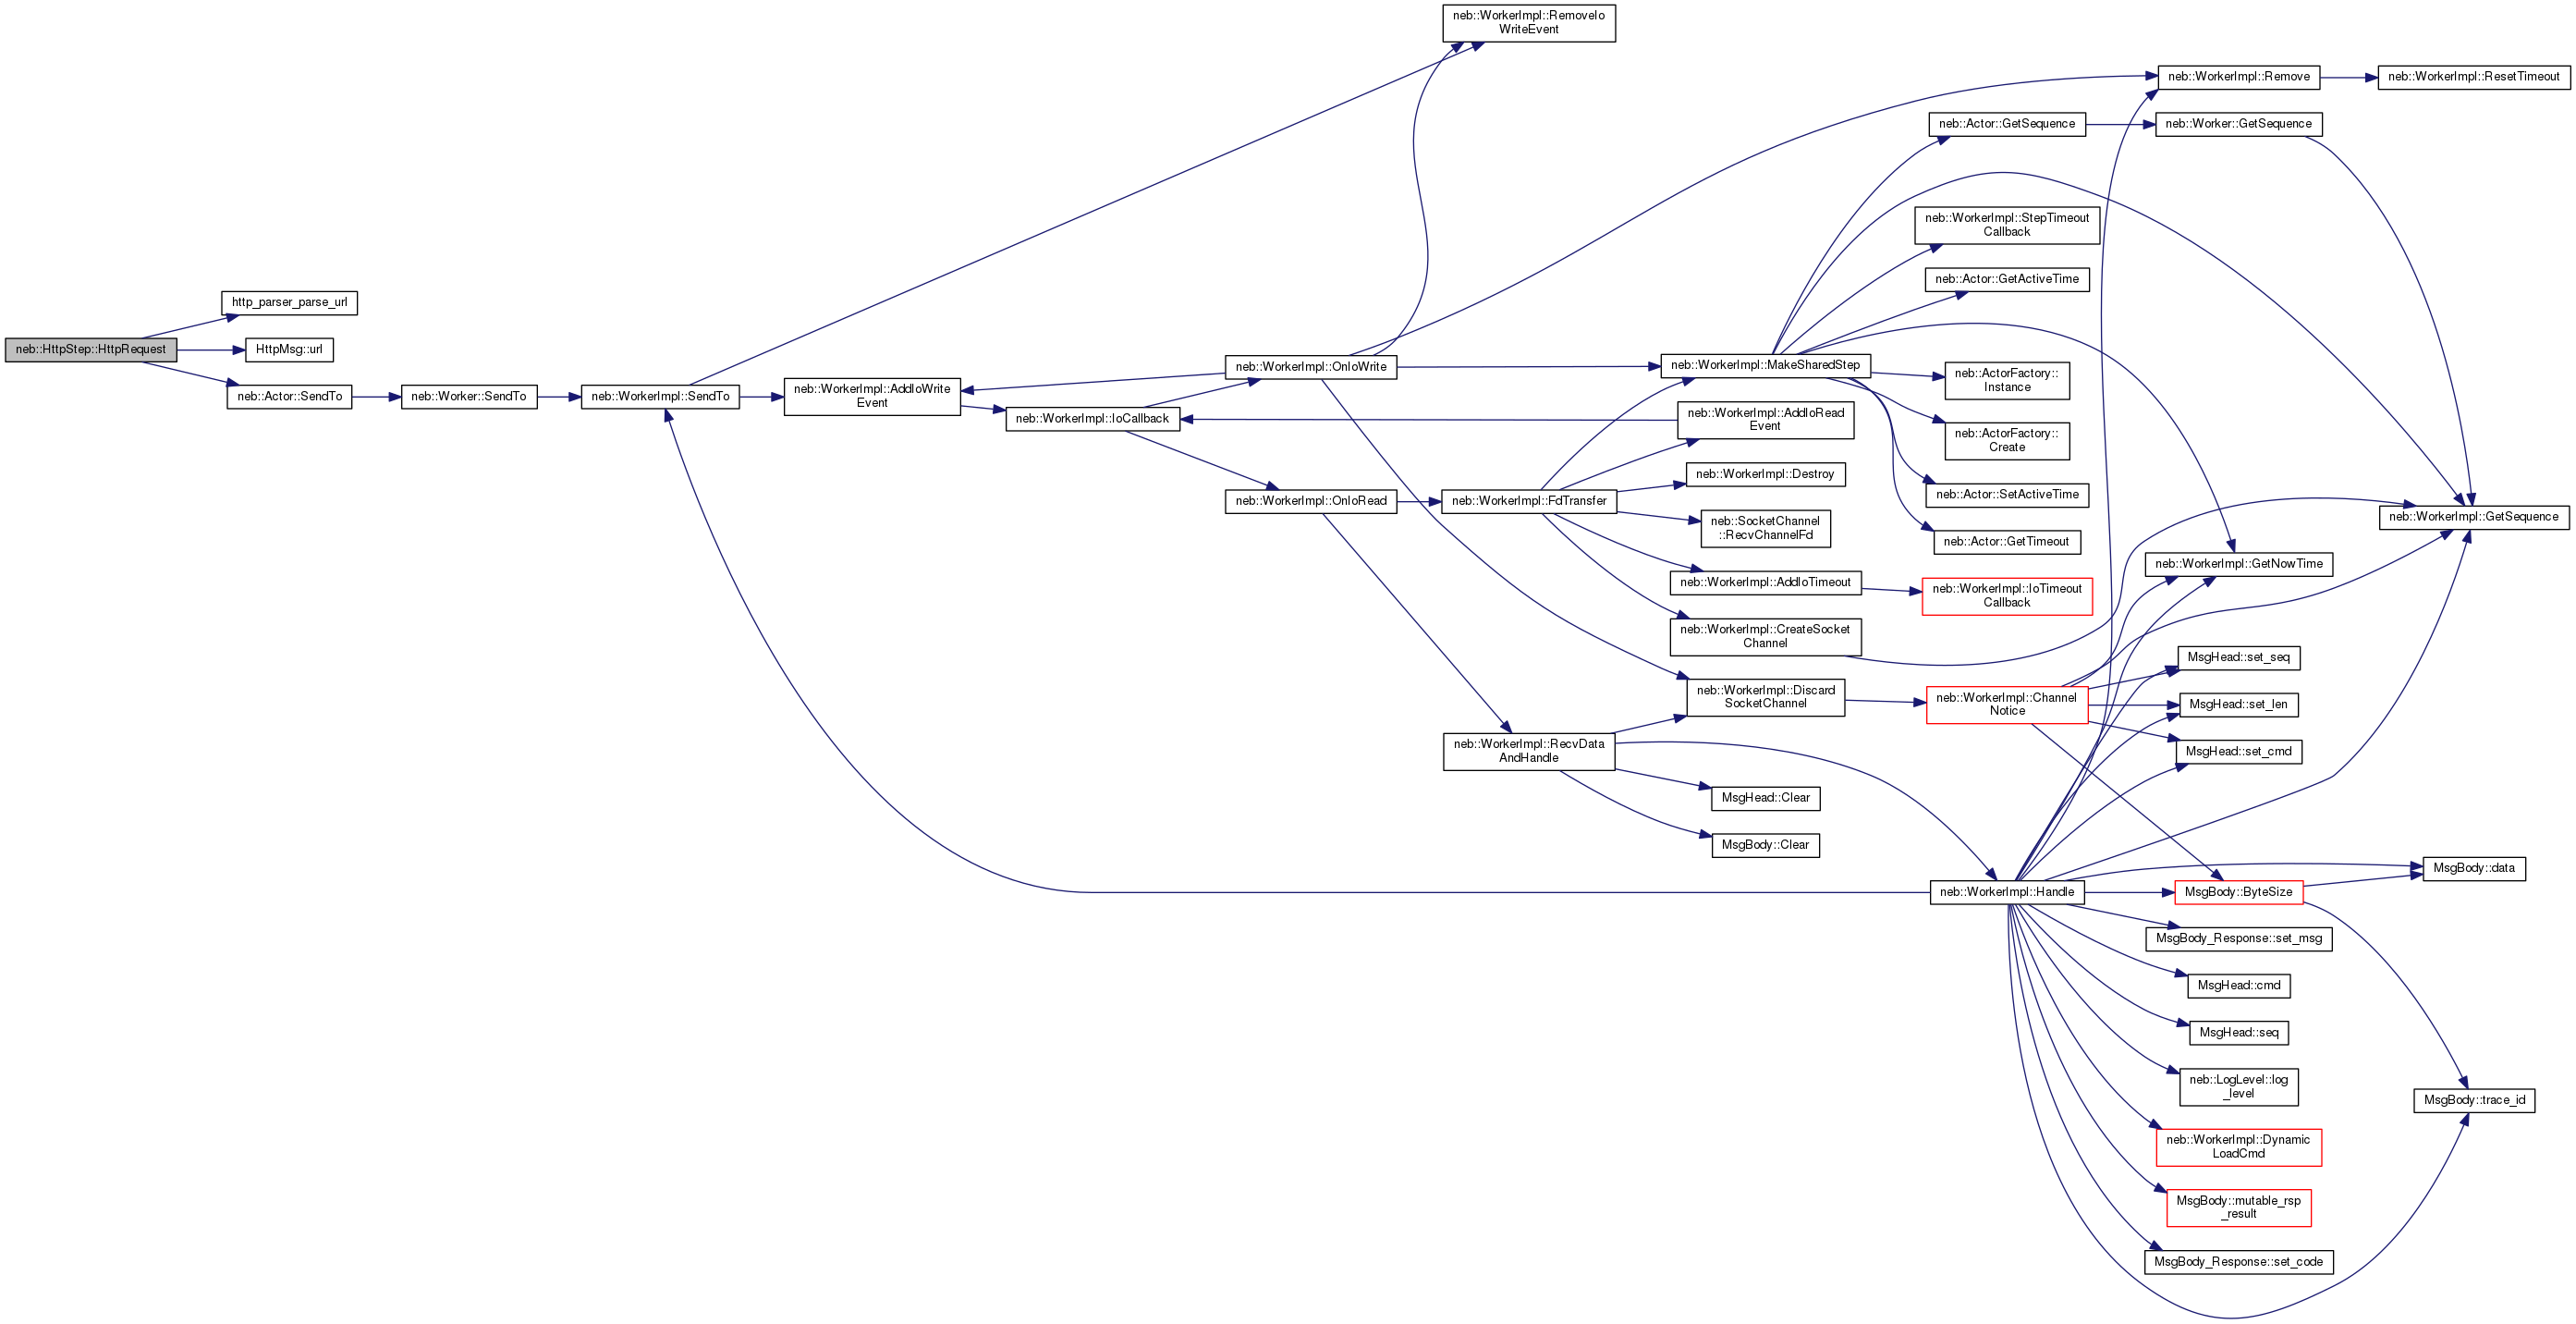 neb::WorkerImpl::RemoveIo
WriteEvent
neb::WorkerImpl::Remove
neb::WorkerImpl::ResetTimeout
neb::Actor::GetSequence
neb::Worker::GetSequence
neb::WorkerImpl::StepTimeout
Callback
neb::Actor::GetActiveTime
http_parser_parse_url
neb::HttpStep::HttpRequest
HttpMsg::url
neb::Actor::SendTo
neb::Worker::SendTo
neb::WorkerImpl::SendTo
neb::WorkerImpl::AddIoWrite
Event
neb::WorkerImpl::IoCallback
neb::WorkerImpl::OnIoWrite
neb::WorkerImpl::MakeSharedStep
neb::ActorFactory::
Instance
neb::WorkerImpl::AddIoRead
Event
neb::ActorFactory::
Create
neb::WorkerImpl::Destroy
neb::WorkerImpl::OnIoRead
neb::WorkerImpl::FdTransfer
neb::Actor::SetActiveTime
neb::SocketChannel
::RecvChannelFd
neb::WorkerImpl::GetSequence
neb::Actor::GetTimeout
neb::WorkerImpl::GetNowTime
neb::WorkerImpl::AddIoTimeout
neb::WorkerImpl::IoTimeout
Callback
neb::WorkerImpl::CreateSocket
Channel
MsgHead::set_seq
neb::WorkerImpl::Discard
SocketChannel
neb::WorkerImpl::Channel
Notice
MsgHead::set_len
neb::WorkerImpl::RecvData
AndHandle
MsgHead::set_cmd
MsgHead::Clear
MsgBody::Clear
MsgBody::data
neb::WorkerImpl::Handle
MsgBody::ByteSize
MsgBody_Response::set_msg
MsgHead::cmd
MsgHead::seq
neb::LogLevel::log
_level
MsgBody::trace_id
neb::WorkerImpl::Dynamic
LoadCmd
MsgBody::mutable_rsp
_result
MsgBody_Response::set_code